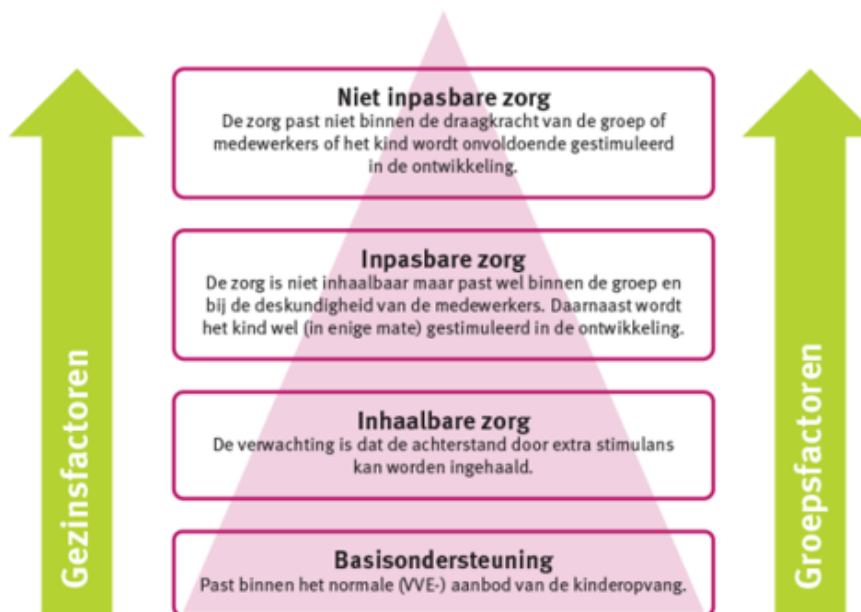 Niet inpasbare zorg
De zorg past niet binnen de draagkracht van de groep of
medewerkers of het kind wordt onvoldoende gestimuleerd
in de ontwikkeling.
Inpasbare zorg
De zorg is niet inhaalbaar maar past wel binnen de groep en
bij de deskundigheid van de medewerkers. Daarnaast wordt
het kind wel (in enige mate) gestimuleerd in de ontwikkeling.
Inhaalbare zorg
De verwachting is dat de achterstand door extra stimulans
kan worden ingehaald.
Basisondersteuning
Past binnen het normale (VVE-) aanbod van de kinderopvang.
Gezinsfactoren
Groepsfactoren